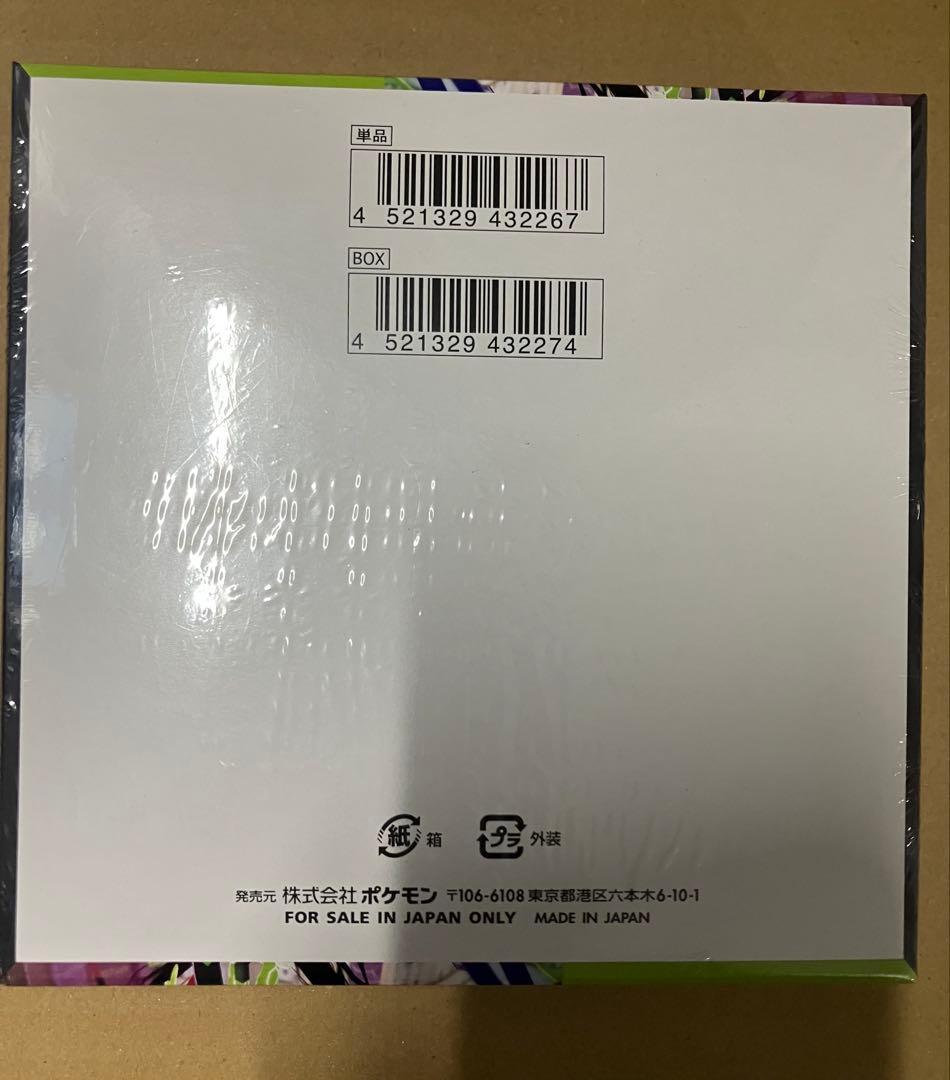 単品
4 521329 432267
BOX
4 521329 432274
紙 箱 プラ 外装
発売元 株式会社 ポケモン 〒106-6108 東京都港区六本木6-10-1
FOR SALE IN JAPAN ONLY MADE IN JAPAN